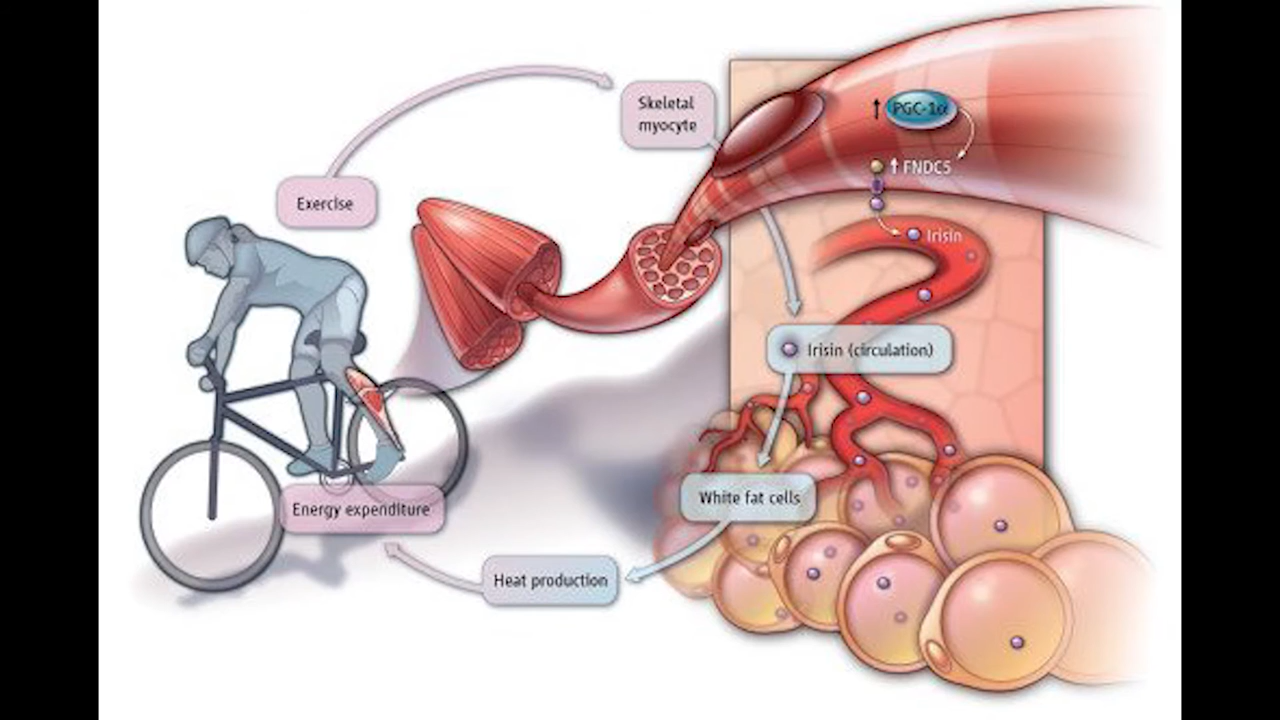 Exercise
Skeletal
myocyte
↑ PGC-1α
↑ FNDC5
Irisin
Irisin (circulation)
White fat cells
Heat production
Energy expenditure